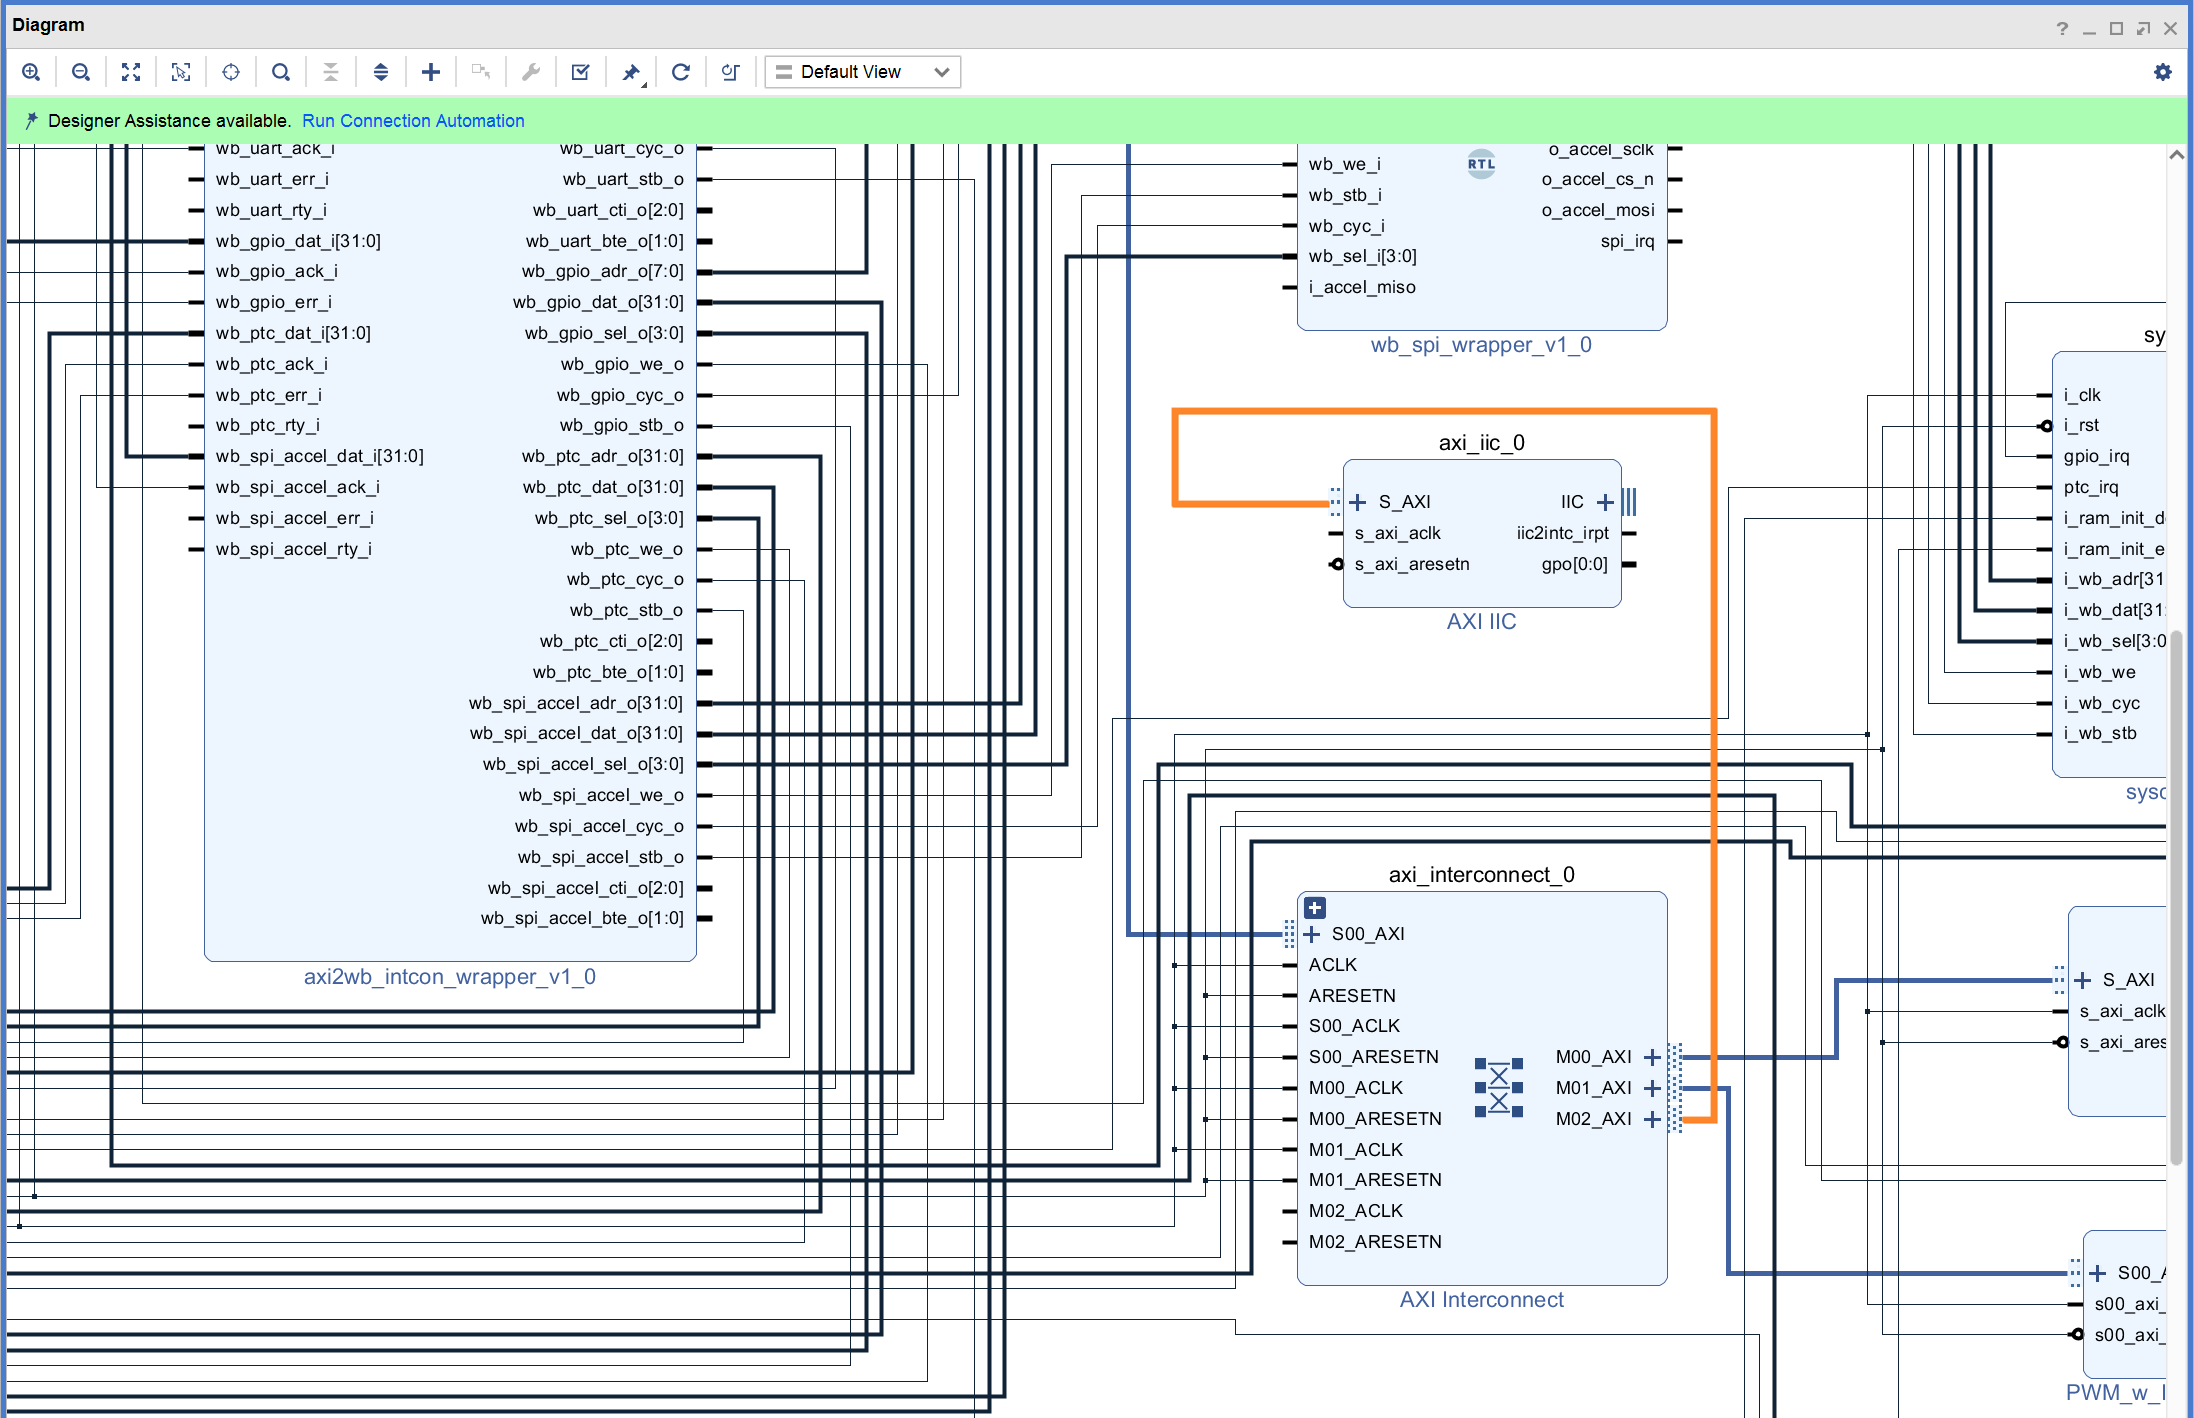 Diagram
Default View
Designer Assistance available. Run Connection Automation
wb_uart_ack_i
wb_uart_err_i
wb_uart_rty_i
wb_gpio_dat_i[31:0]
wb_gpio_ack_i
wb_gpio_err_i
wb_ptc_dat_i[31:0]
wb_ptc_ack_i
wb_ptc_err_i
wb_ptc_rty_i
wb_spi_accel_dat_i[31:0]
wb_spi_accel_ack_i
wb_spi_accel_err_i
wb_spi_accel_rty_i
wb_uart_cyc_o
wb_uart_stb_o
wb_uart_cti_o[2:0]
wb_uart_bte_o[1:0]
wb_gpio_adr_o[7:0]
wb_gpio_dat_o[31:0]
wb_gpio_sel_o[3:0]
wb_gpio_we_o
wb_gpio_cyc_o
wb_gpio_stb_o
wb_ptc_adr_o[31:0]
wb_ptc_dat_o[31:0]
wb_ptc_sel_o[3:0]
wb_ptc_we_o
wb_ptc_cyc_o
wb_ptc_stb_o
wb_ptc_cti_o[2:0]
wb_ptc_bte_o[1:0]
wb_spi_accel_adr_o[31:0]
wb_spi_accel_dat_o[31:0]
wb_spi_accel_sel_o[3:0]
wb_spi_accel_we_o
wb_spi_accel_cyc_o
wb_spi_accel_stb_o
wb_spi_accel_cti_o[2:0]
wb_spi_accel_bte_o[1:0]
axi2wb_intcon_wrapper_v1_0
wb_we_i
wb_stb_i
wb_cyc_i
wb_sel_i[3:0]
i_accel_miso
RTL
o_accel_sclk
o_accel_cs_n
o_accel_mosi
spi_irq
wb_spi_wrapper_v1_0
axi_iic_0
S_AXI
s_axi_aclk
s_axi_aresetn
IIC
iic2intc_irpt
gpo[0:0]
AXI IIC
axi_interconnect_0
S00_AXI
ACLK
ARESETN
S00_ACLK
S00_ARESETN
M00_ACLK
M00_ARESETN
M01_ACLK
M01_ARESETN
M02_ACLK
M02_ARESETN
M00_AXI
M01_AXI
M02_AXI
AXI Interconnect
sy
i_clk
i_rst
gpio_irq
ptc_irq
i_ram_init_d
i_ram_init_e
i_wb_adr[31
i_wb_dat[31:
i_wb_sel[3:0
i_wb_we
i_wb_cyc
i_wb_stb
sysc
S_AXI
s_axi_aclk
s_axi_ares
S00_A
s00_axi_
s00_axi_
PWM_w_I